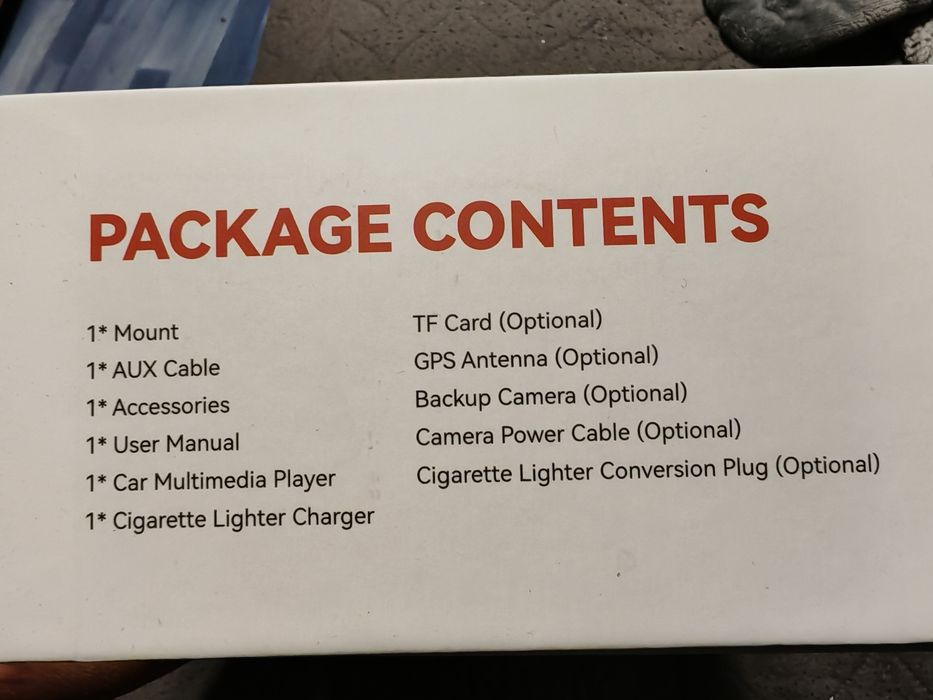 PACKAGE CONTENTS
1* Mount
1* AUX Cable
1* Accessories
1* User Manual
1* Car Multimedia Player
1* Cigarette Lighter Charger
TF Card (Optional)
GPS Antenna (Optional)
Backup Camera (Optional)
Camera Power Cable (Optional)
Cigarette Lighter Conversion Plug (Optional)